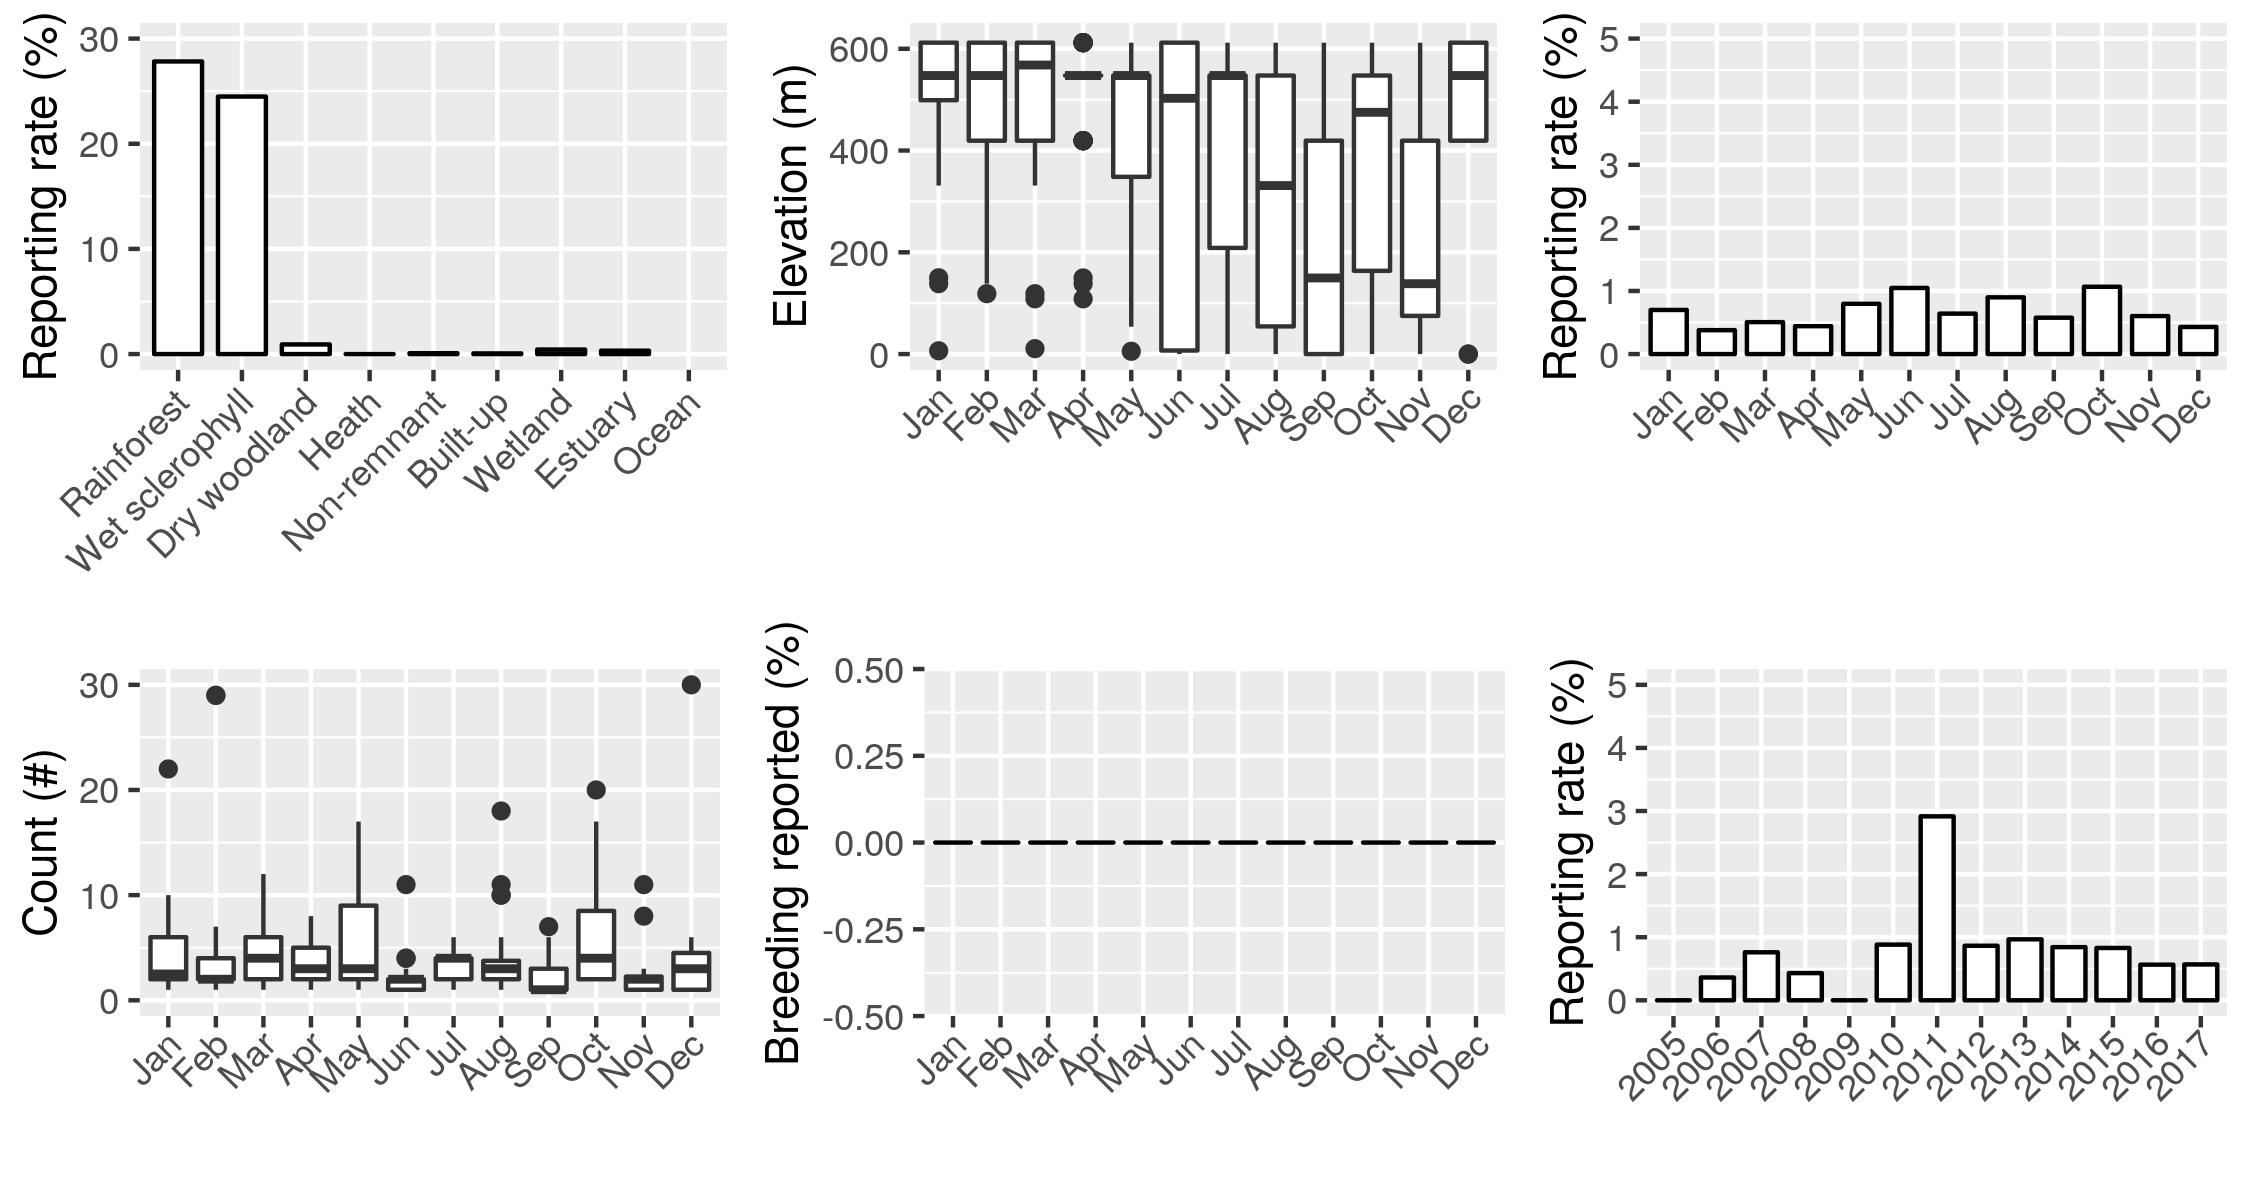 Reporting rate (%)
30
20
10
0
Rainforest
Wet sclerophyll
Dry woodland
Heath
Non-remnant
Built-up
Wetland
Estuary
Ocean
Elevation (m)
600
400
200
0
Jan
Feb
Mar
Apr
May
Jun
Jul
Aug
Sep
Oct
Nov
Dec
Reporting rate (%)
5
4
3
2
1
0
Jan
Feb
Mar
Apr
May
Jun
Jul
Aug
Sep
Oct
Nov
Dec
Count (#)
30
20
10
0
Jan
Feb
Mar
Apr
May
Jun
Jul
Aug
Sep
Oct
Nov
Dec
Breeding reported (%)
0.50
0.25
0.00
-0.25
-0.50
Jan
Feb
Mar
Apr
May
Jun
Jul
Aug
Sep
Oct
Nov
Dec
Reporting rate (%)
5
4
3
2
1
0
2005
2006
2007
2008
2009
2010
2011
2012
2013
2014
2015
2016
2017